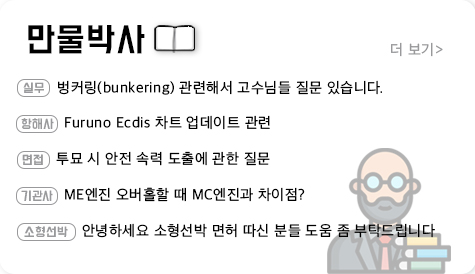 만물박사
더 보기>
실무 벙커링(bunkering) 관련해서 고수님들 질문 있습니다.
항해사 Furuno Ecdis 차트 업데이트 관련
면접 투묘 시 안전 속력 도출에 관한 질문
기관사 ME엔진 오버홀할 때 MC엔진과 차이점?
소형선박 안녕하세요 소형선박 면허 따신 분들 도움 좀 부탁드립니다